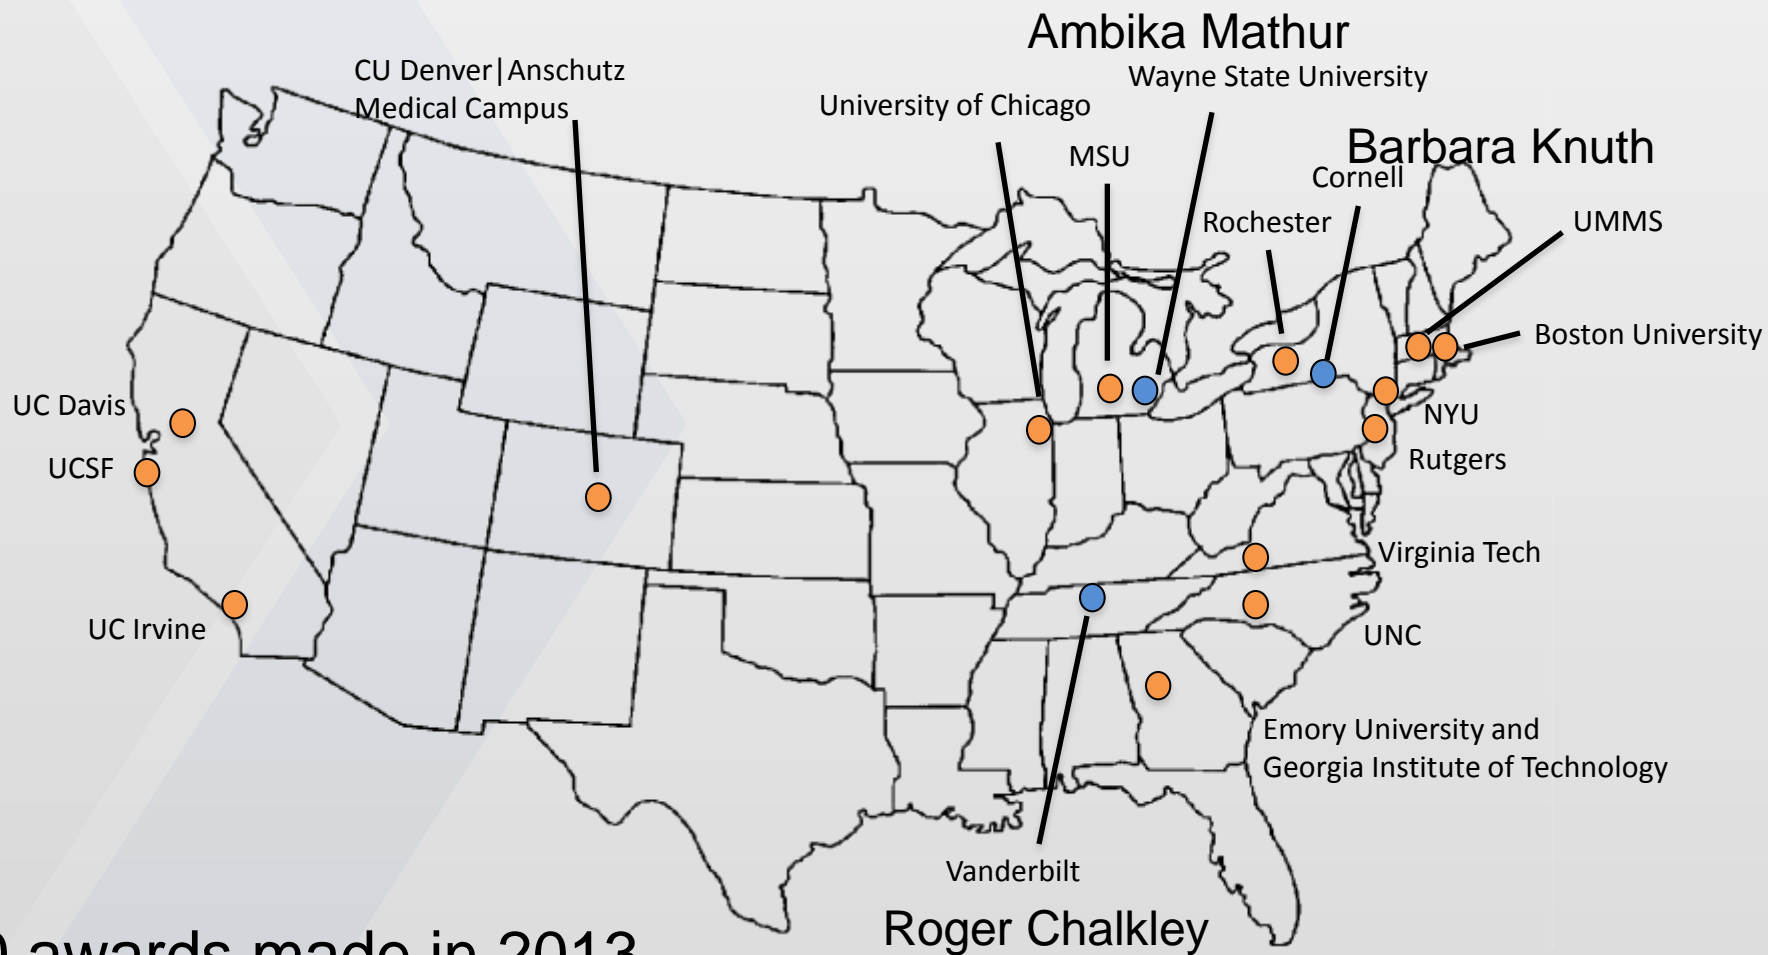 Ambika Mathur
Wayne State University
CU Denver|Anschutz
Medical Campus
University of Chicago
MSU
Barbara Knuth
Cornell
Rochester
UMMS
Boston University
UC Davis
NYU
UCSF
Rutgers
Virginia Tech
UC Irvine
UNC
Emory University and
Georgia Institute of Technology
Vanderbilt
Roger Chalkley
awards made in 2013